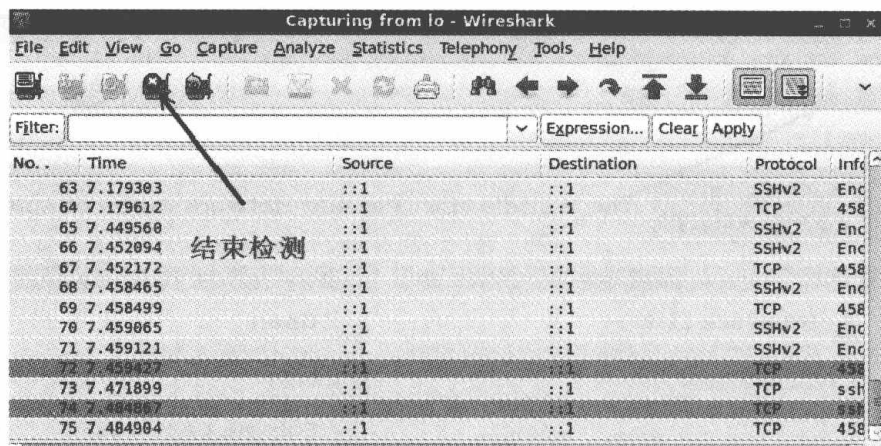 Capturing from lo - Wireshark
File Edit View Go Capture Analyze Statistics Telephony Tools Help
Filter: Expression... Clear Apply
No. . Time Source Destination Protocol Info
63 7.179303 ::1 ::1 SSHv2 Enc
64 7.179612 ::1 ::1 TCP 458
65 7.449560 ::1 ::1 SSHv2 Enc
66 7.452094 ::1 ::1 SSHv2 Enc
67 7.452172 ::1 ::1 TCP 458
68 7.458465 ::1 ::1 SSHv2 Enc
69 7.458499 ::1 ::1 TCP 458
70 7.459065 ::1 ::1 SSHv2 Enc
71 7.459121 ::1 ::1 SSHv2 Enc
72 7.459427 ::1 ::1 TCP 458
73 7.471899 ::1 ::1 TCP ssh
74 7.484867 ::1 ::1 TCP ssh
75 7.484904 ::1 ::1 TCP 458
结束检测